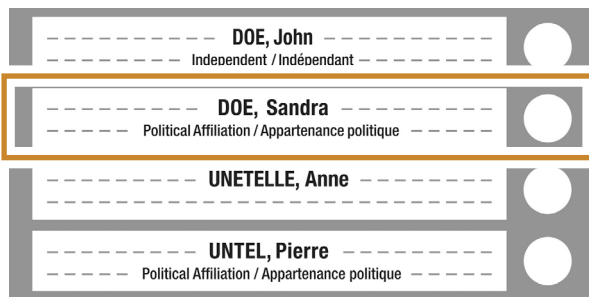 DOE, John
Independent / Indépendant
DOE, Sandra
Political Affiliation / Appartenance politique
UNETELLE, Anne
UNTEL, Pierre
Political Affiliation / Appartenance politique